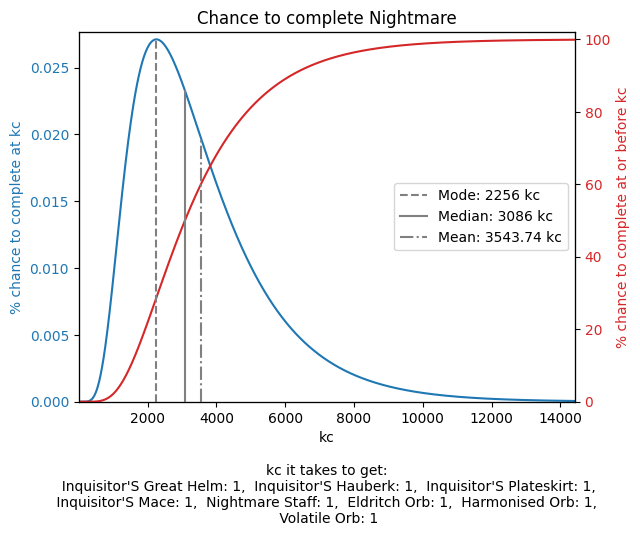 Chance to complete Nightmare
% chance to complete at kc
0.025
0.020
0.015
0.010
0.005
0.000
Mode: 2256 kc
Median: 3086 kc
Mean: 3543.74 kc
100
80
60
40
20
0
% chance to complete at or before kc
2000 4000 6000 8000 10000 12000 14000
kc
kc it takes to get:
Inquisitor'S Great Helm: 1, Inquisitor'S Hauberk: 1, Inquisitor'S Plateskirt: 1,
Inquisitor'S Mace: 1, Nightmare Staff: 1, Eldritch Orb: 1, Harmonised Orb: 1,
Volatile Orb: 1